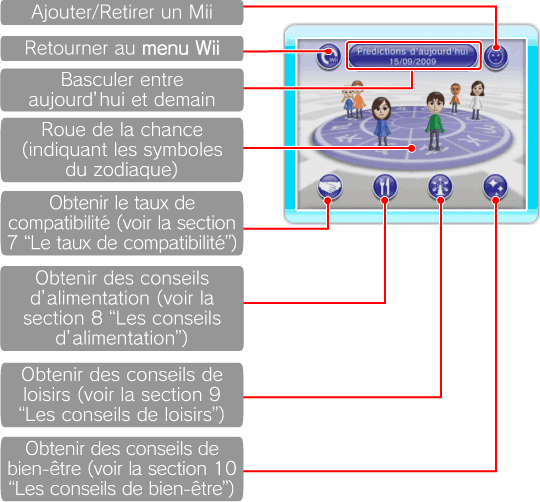 Ajouter/Retirer un Mii
Retourner au menu Wii
Basculer entre
aujourd'hui et demain
Roue de la chance
(indiquant les symboles
du zodiaque)
Obtenir le taux de
compatibilité (voir la section
7 “Le taux de compatibilité”)
Obtenir des conseils
d'alimentation (voir la
section 8 “Les conseils
d'alimentation”)
Obtenir des conseils de
loisirs (voir la section 9
“Les conseils de loisirs”)
Obtenir des conseils de
bien-être (voir la section 10
“Les conseils de bien-être”)
Wii
Prédictions d'aujourd'hui
15/09/2009